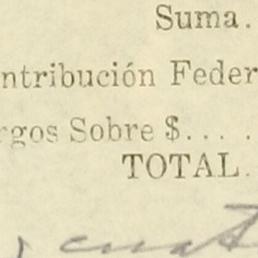 Suma.
ntribución Feder
rgos Sobre $....
TOTAL.